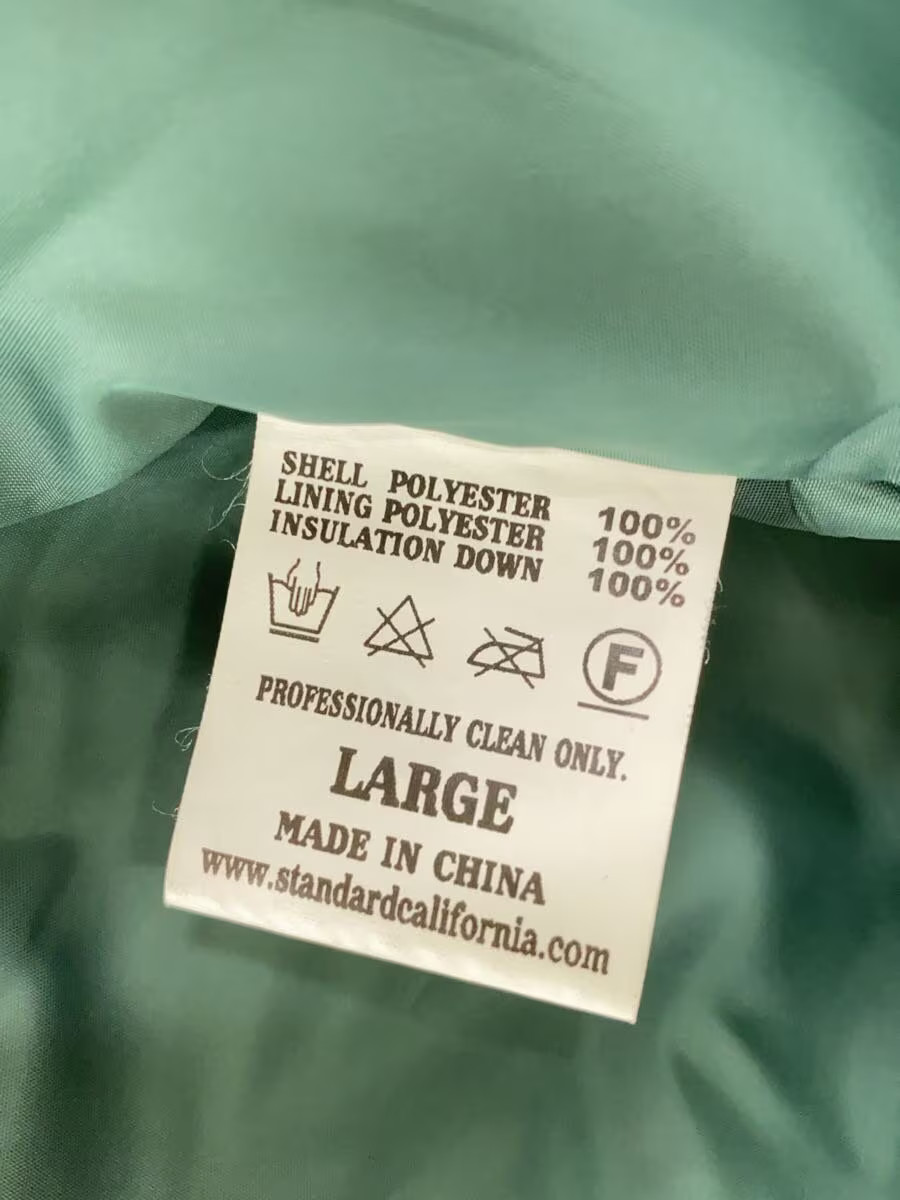 SHELL POLYESTER 100%
LINING POLYESTER 100%
INSULATION DOWN 100%
F
PROFESSIONALLY CLEAN ONLY.
LARGE
MADE IN CHINA
www.standardcalifornia.com